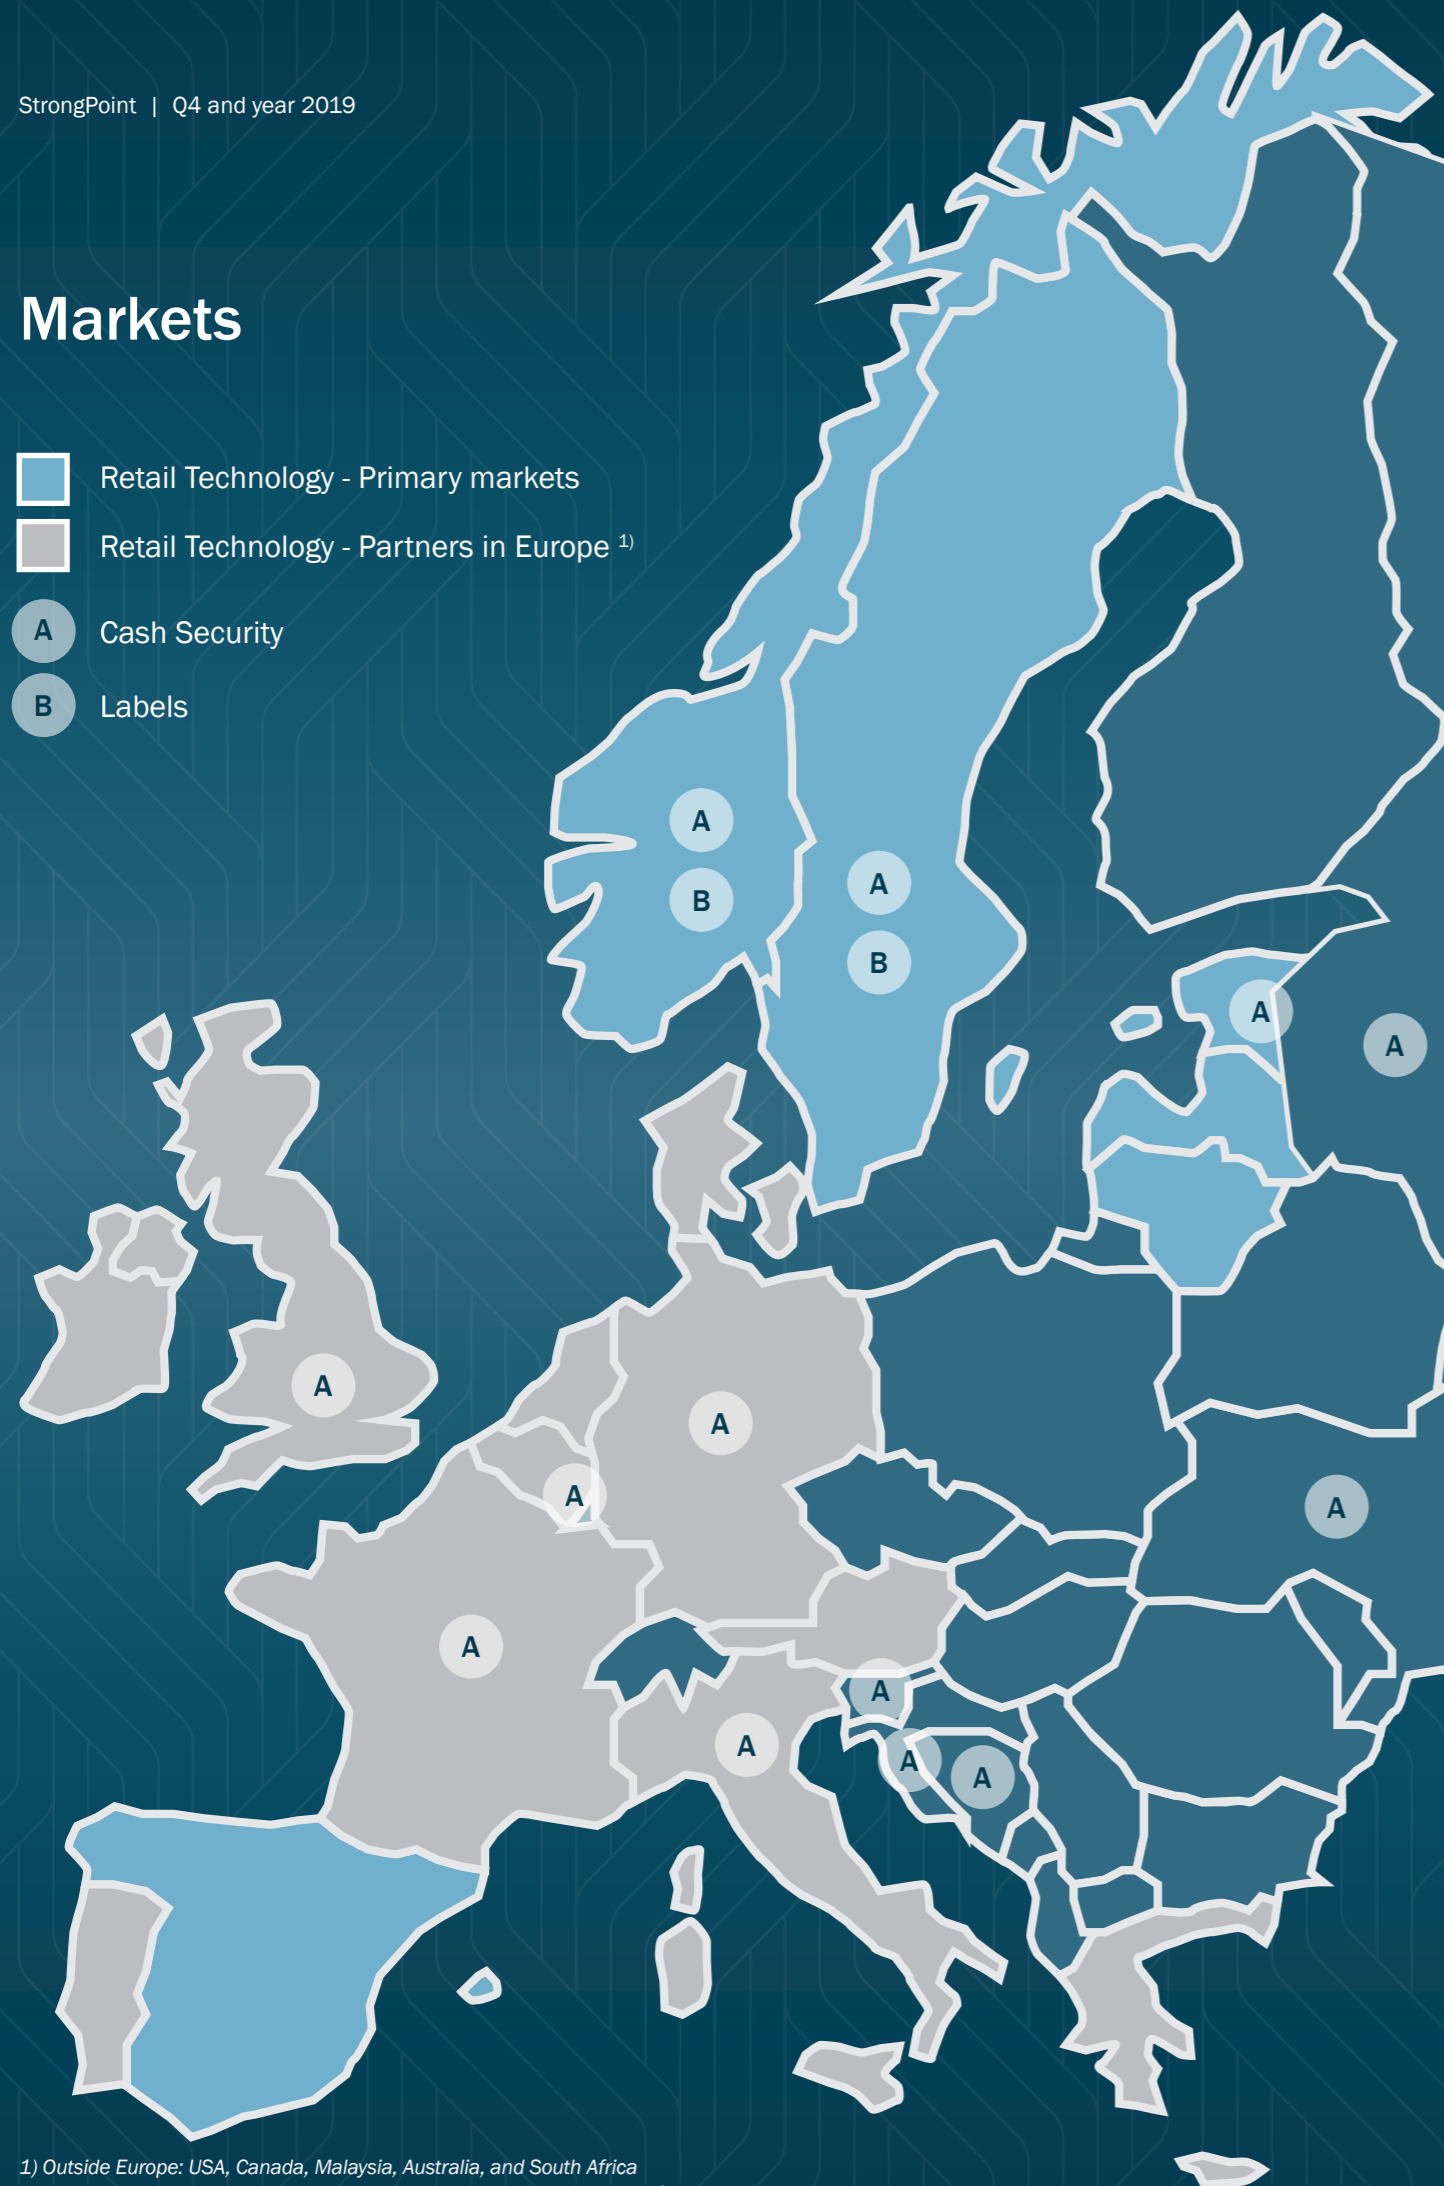 StrongPoint | Q4 and year 2019
Markets
Retail Technology - Primary markets
Retail Technology - Partners in Europe 1)
A Cash Security
B Labels
A
B
A
B
A
A
A
A
A
A
A
A
A
A
A
1) Outside Europe: USA, Canada, Malaysia, Australia, and South Africa